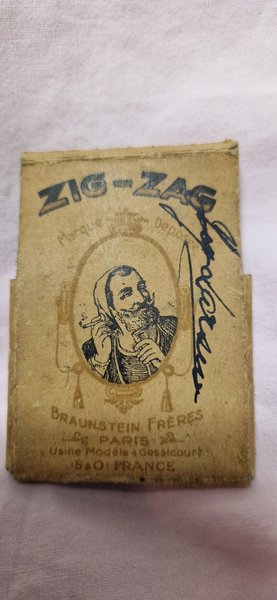 ZIG-ZAG
Marque Déposée
BRAUNSTEIN FRÈRES
PARIS
Usine Modèle à Gassicourt
(S&O) FRANCE